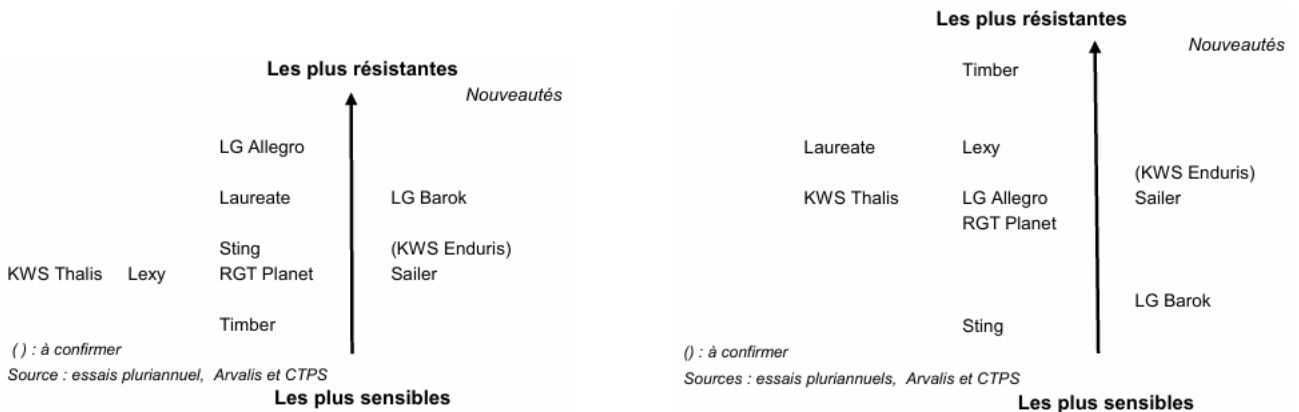 Les plus résistantes
Nouveautés
LG Allegro
Laureate LG Barok
Sting (KWS Enduris)
KWS Thalis Lexy RGT Planet Sailer
Timber
( ) : à confirmer
Source : essais pluriannuel, Arvalis et CTPS
Les plus sensibles
Les plus résistantes
Nouveautés
Timber
Laureate Lexy
(KWS Enduris)
KWS Thalis LG Allegro Sailer
RGT Planet
LG Barok
Sting
() : à confirmer
Sources : essais pluriannuels, Arvalis et CTPS
Les plus sensibles